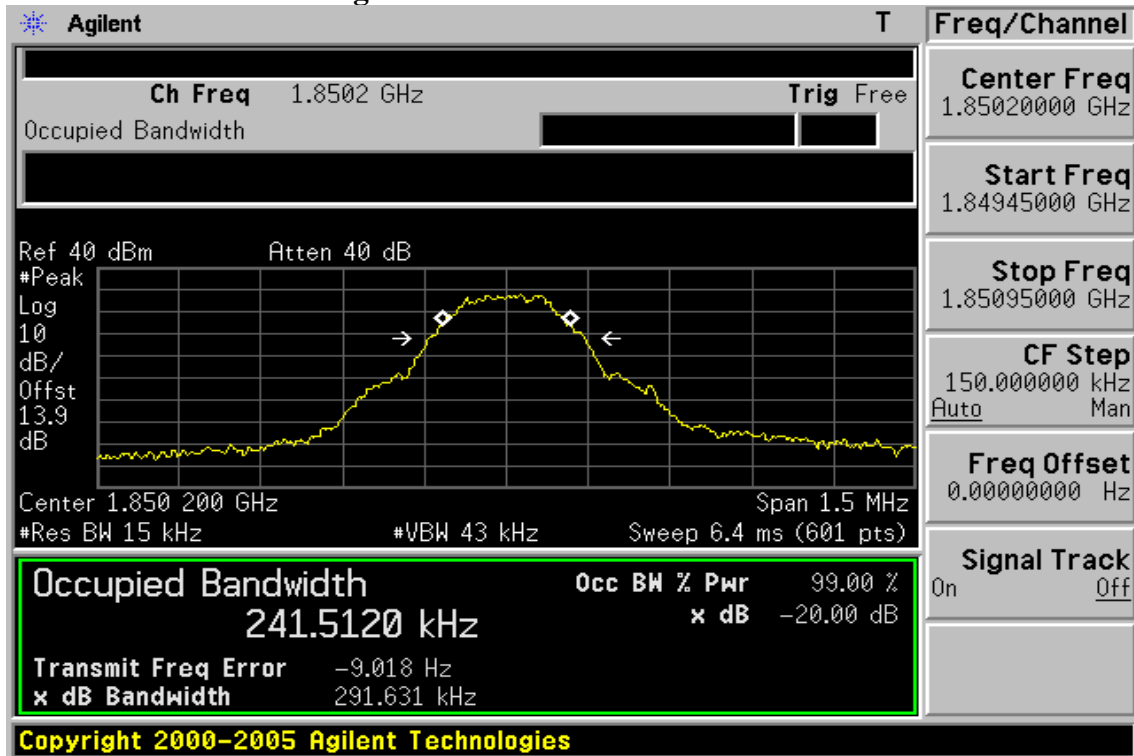 Agilent T
Ch Freq 1.8502 GHz Trig Free
Occupied Bandwidth
Ref 40 dBm Atten 40 dB
#Peak
Log
10
dB/
Offst
13.9
dB
Center 1.850 200 GHz Span 1.5 MHz
#Res BW 15 kHz #VBW 43 kHz Sweep 6.4 ms (601 pts)
Occupied Bandwidth Occ BW % Pwr 99.00 %
241.5120 kHz x dB -20.00 dB
Transmit Freq Error -9.018 Hz
x dB Bandwidth 291.631 kHz
Copyright 2000-2005 Agilent Technologies
Freq/Channel
Center Freq
1.85020000 GHz
Start Freq
1.84945000 GHz
Stop Freq
1.85095000 GHz
CF Step
150.000000 kHz
Auto Man
Freq Offset
0.00000000 Hz
Signal Track
On Off